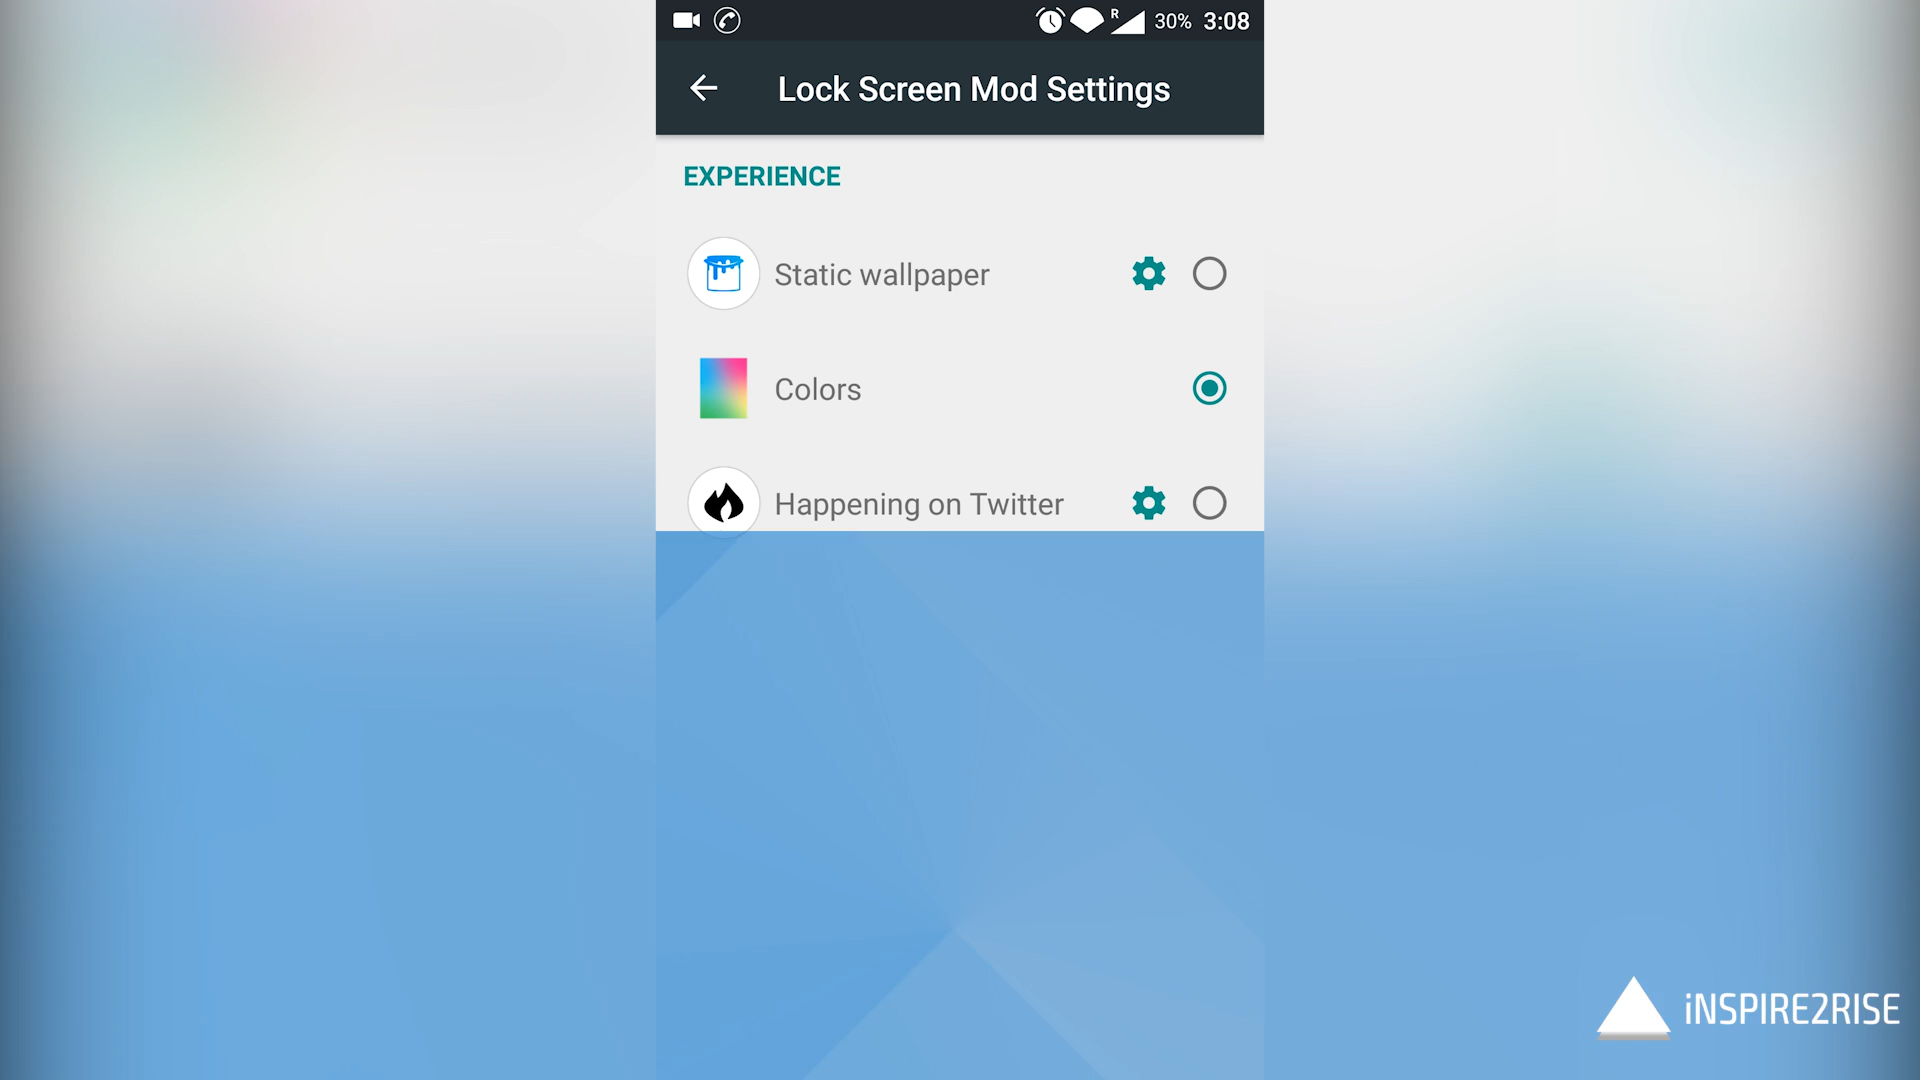 R 30% 3:08
Lock Screen Mod Settings
EXPERIENCE
Static wallpaper
Colors
Happening on Twitter
iNSPIRE2RISE